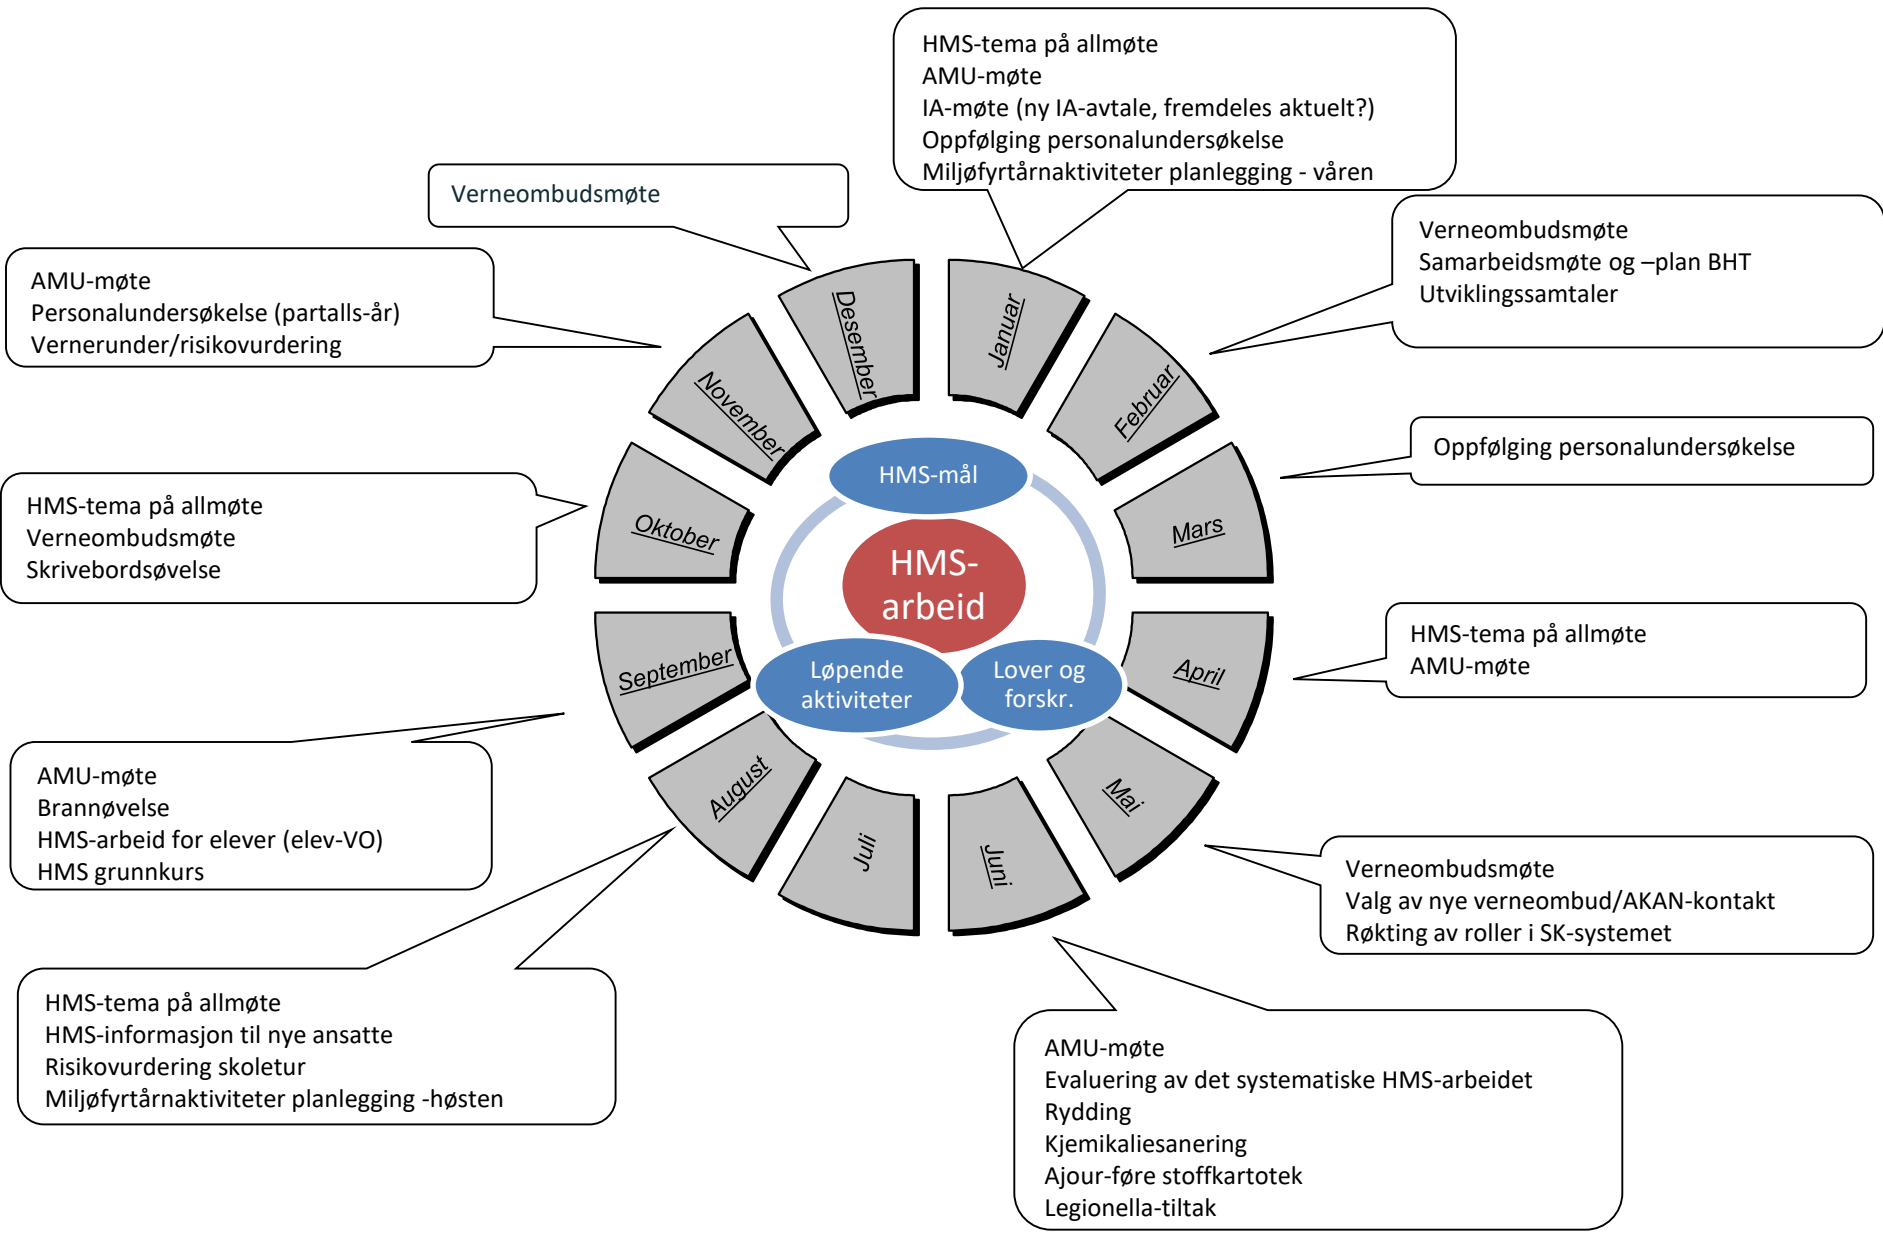 HMS-tema på allmøte
AMU-møte
IA-møte (ny IA-avtale, fremdeles aktuelt?)
Oppfølging personalundersøkelse
Miljøfyrtårnaktiviteter planlegging - våren
Verneombudsmøte
Verneombudsmøte
Samarbeidsmøte og –plan BHT
Utviklingssamtaler
AMU-møte
Personalundersøkelse (partalls-år)
Vernerunder/risikovurdering
Desember
Januar
November
Februar
Oppfølging personalundersøkelse
HMS-mål
HMS-tema på allmøte
Verneombudsmøte
Skrivebordsøvelse
Oktober
Mars
HMS-
arbeid
HMS-tema på allmøte
AMU-møte
September
Løpende
aktiviteter
Lover og
forskr.
April
AMU-møte
Brannøvelse
HMS-arbeid for elever (elev-VO)
HMS grunnkurs
August
Juli
Juni
Mai
Verneombudsmøte
Valg av nye verneombud/AKAN-kontakt
Røkting av roller i SK-systemet
HMS-tema på allmøte
HMS-informasjon til nye ansatte
Risikovurdering skoletur
Miljøfyrtårnaktiviteter planlegging -høsten
AMU-møte
Evaluering av det systematiske HMS-arbeidet
Rydding
Kjemikaliesanering
Ajour-føre stoffkartotek
Legionella-tiltak